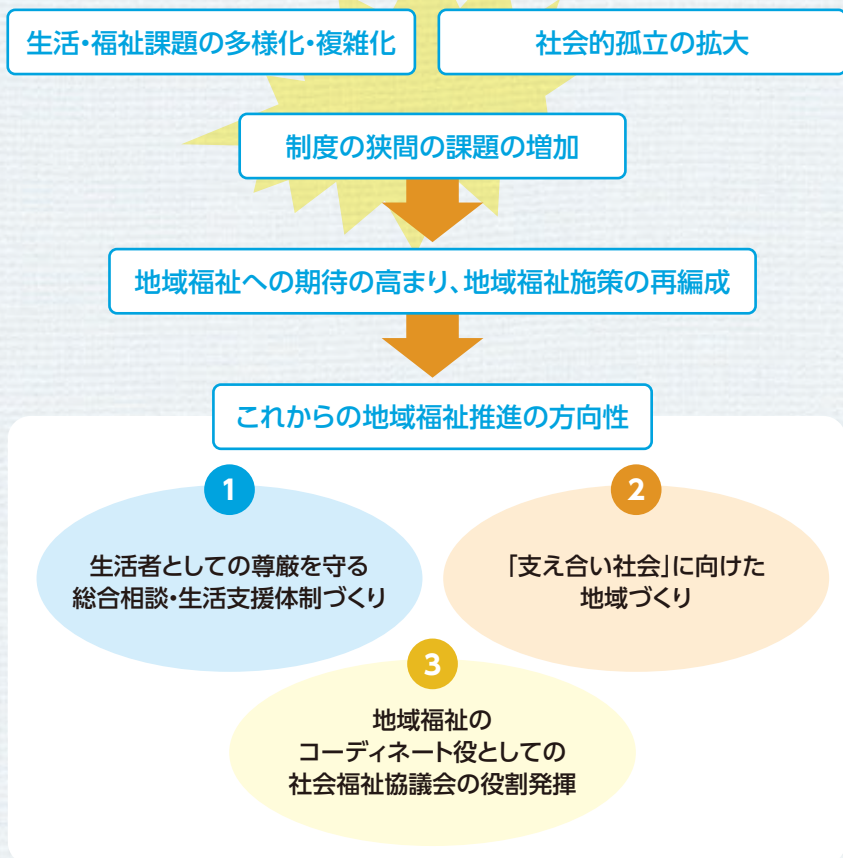 生活・福祉課題の多様化・複雑化
社会的孤立の拡大
制度の狭間の課題の増加
地域福祉への期待の高まり、地域福祉施策の再編成
これからの地域福祉推進の方向性
1
生活者としての尊厳を守る
総合相談・生活支援体制づくり
2
「支え合い社会」に向けた
地域づくり
3
地域福祉の
コーディネート役としての
社会福祉協議会の役割発揮